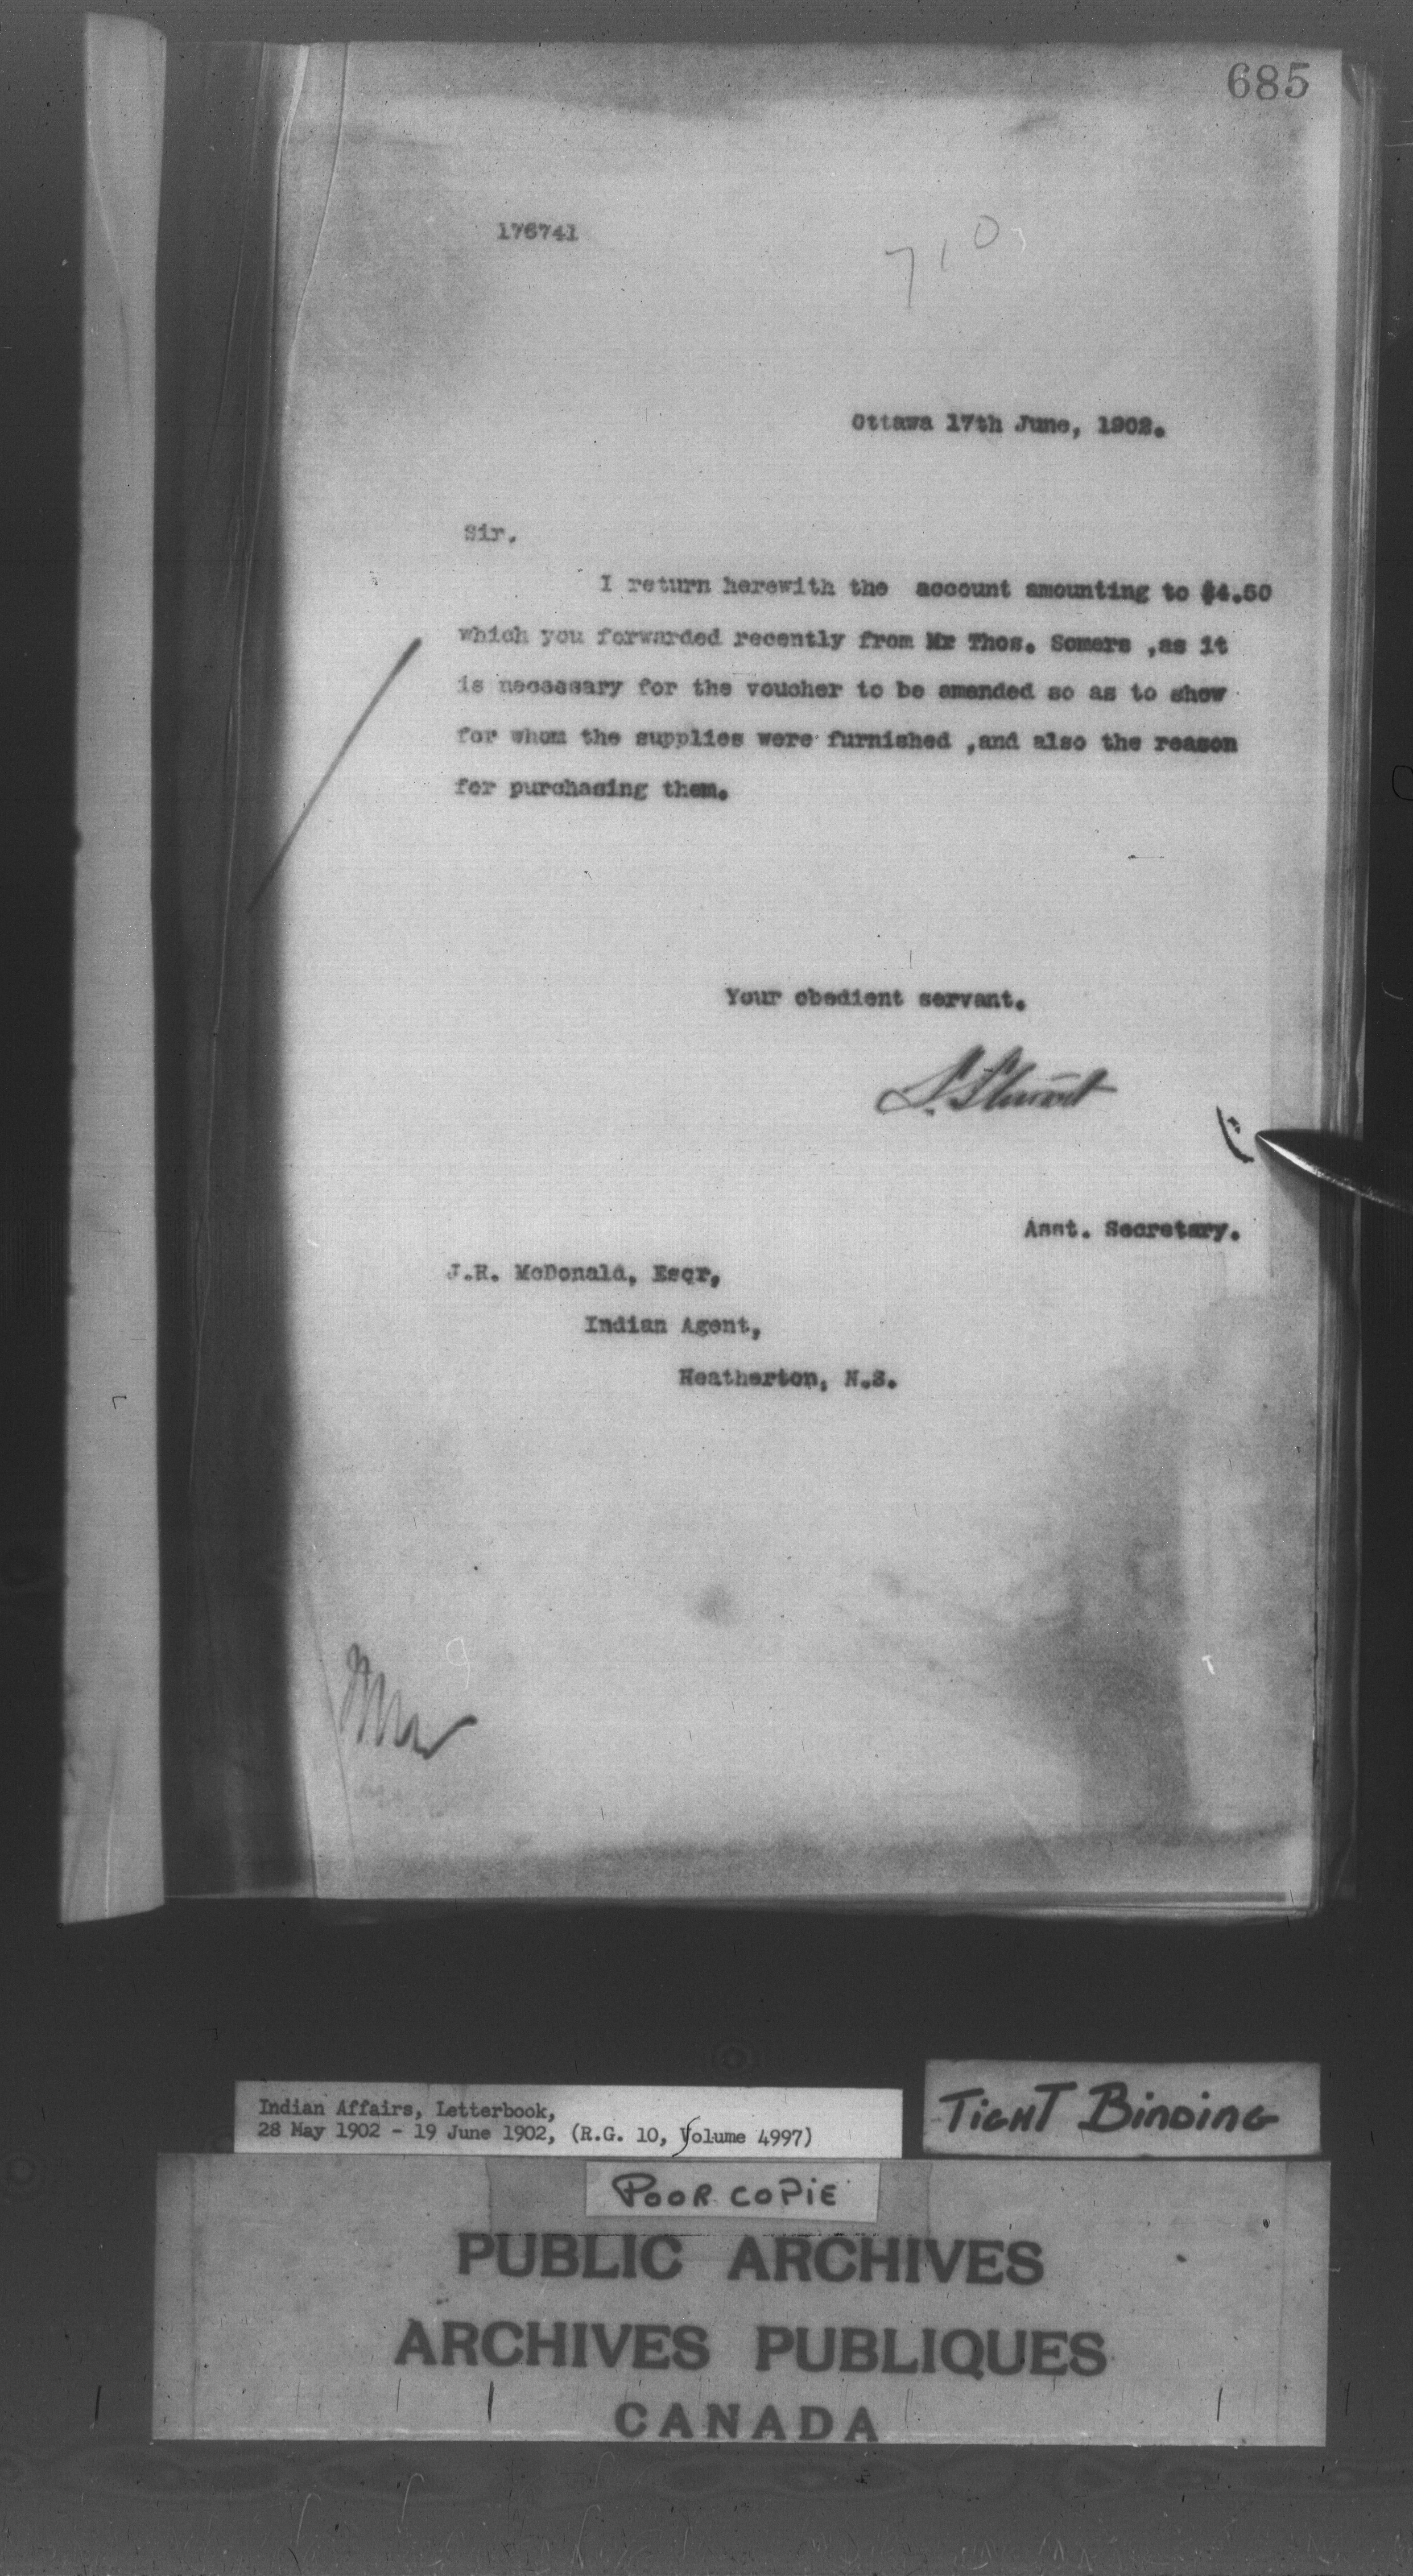 685
176741
710
Ottawa 17th June, 1902.
Sir.
I return herewith the account amounting to $4.50
which you forwarded recently from Mr Thos. Somers ,as it
is necessary for the voucher to be amended so as to show
for whom the supplies were furnished ,and also the reason
for purchasing them.
Your obedient servant.
S. Stewart
Asst. Secretary.
J.R. McDonald, Esqr,
Indian Agent,
Heatherton, N.S.
Indian Affairs, Letterbook,
28 May 1902 - 19 June 1902, (R.G. 10, Volume 4997)
TIGHT BINDING
POOR COPIE
PUBLIC ARCHIVES
ARCHIVES PUBLIQUES
CANADA